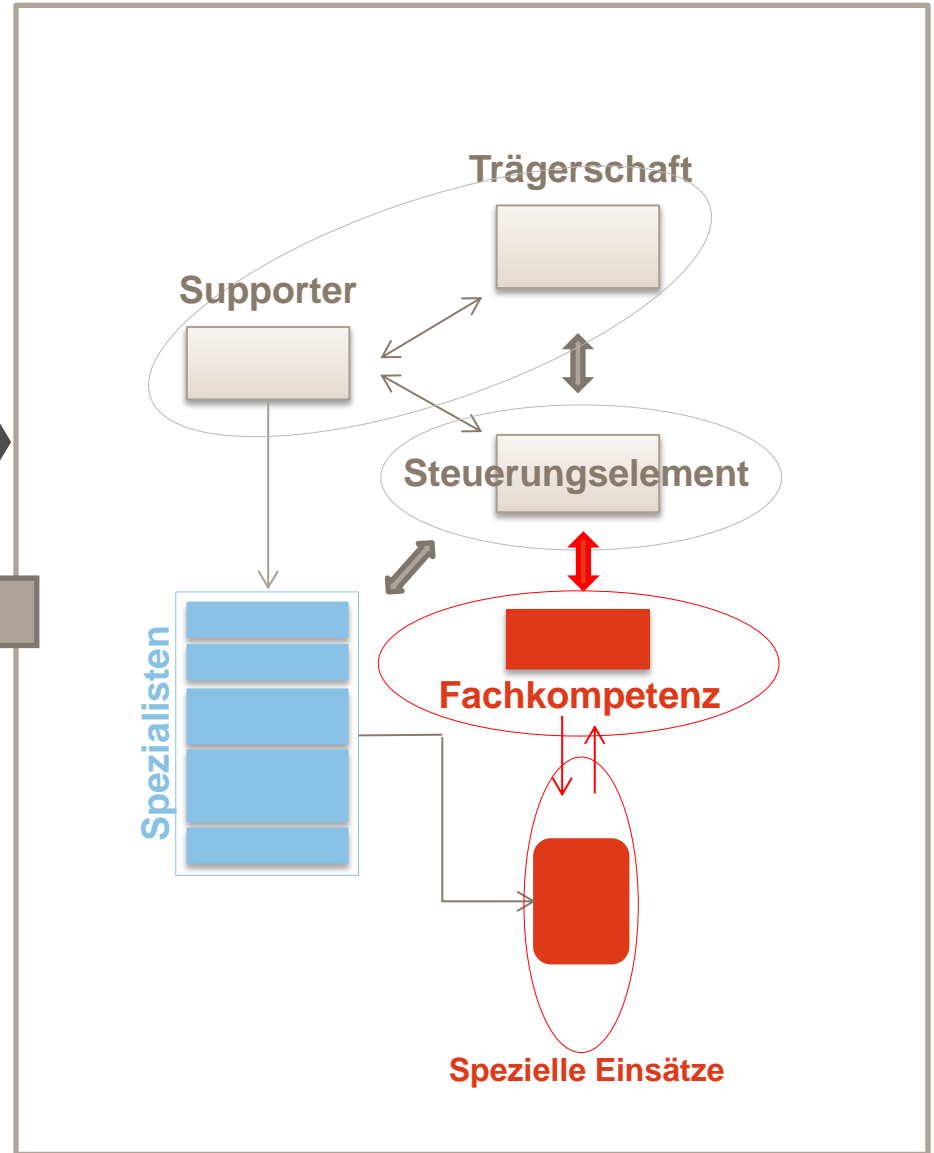 Trägerschaft
Supporter
Steuerungselement
Spezialisten
Fachkompetenz
Spezielle Einsätze